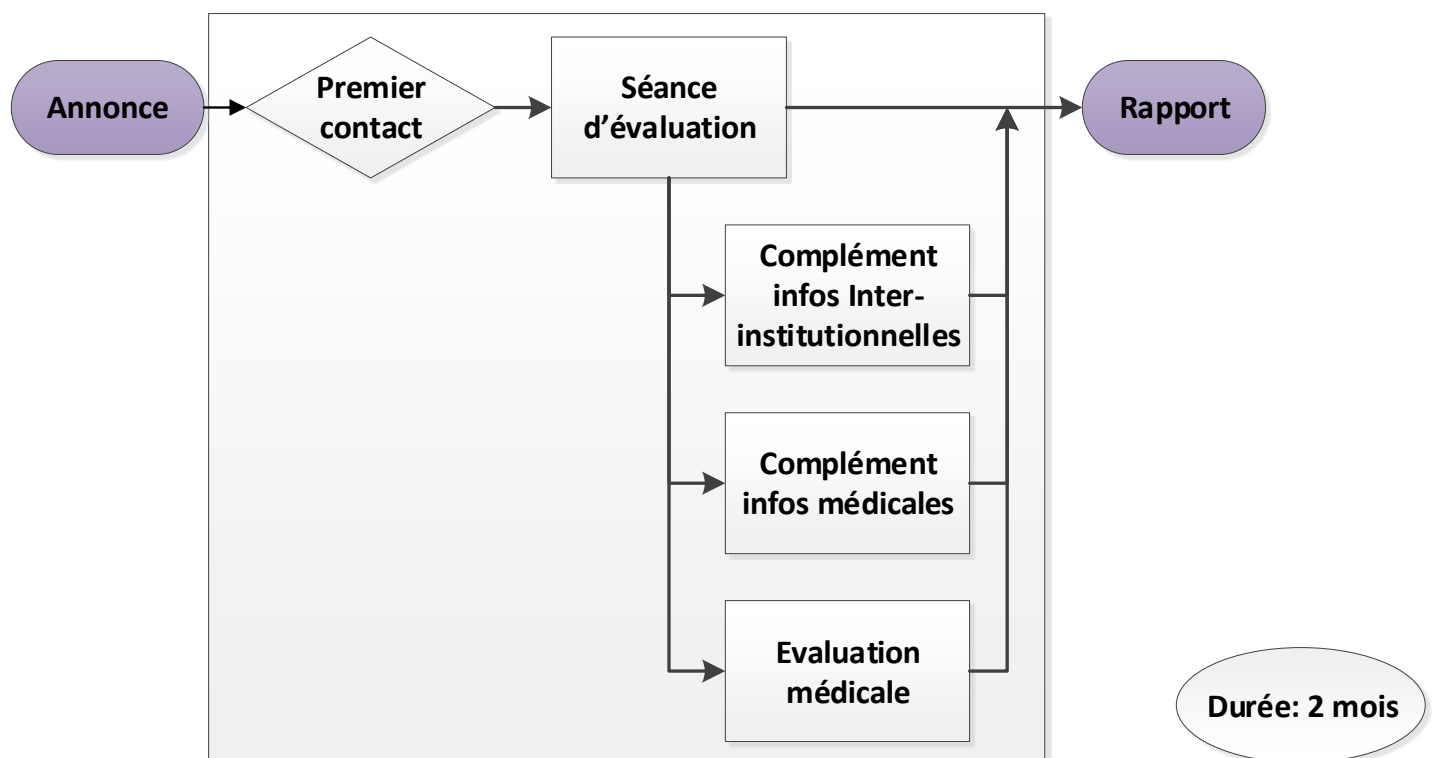 Annonce
Premier
contact
Séance
d'évaluation
Rapport
Complément
infos Inter-
institutionnelles
Complément
infos médicales
Evaluation
médicale
Durée: 2 mois